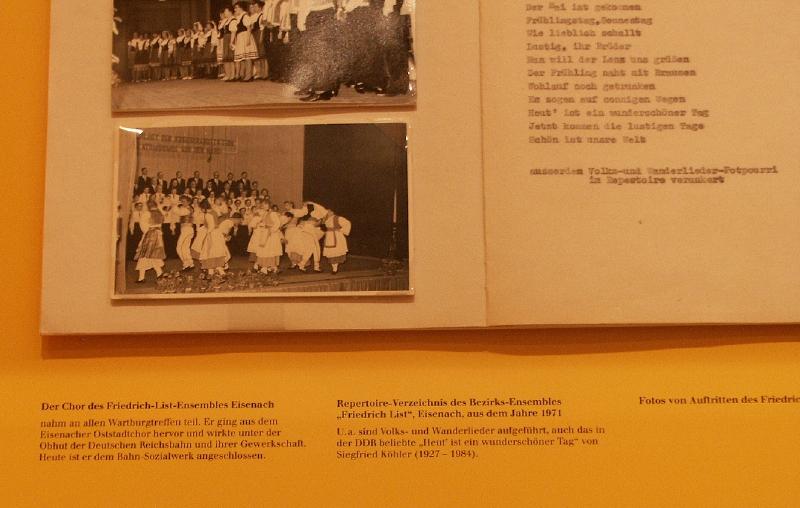 Der Mai ist gekommen
Frühlingstag, Sonnestag
Wie lieblich schallt
Lustig, ihr Brüder
Nun will der Lenz uns grüßen
Der Frühling naht mit Brausen
Wohlauf noch getrunken
Es zogen auf sonnigen Wegen
Heut' ist ein wunderschöner Tag
Jetzt kommen die lustigen Tage
Schön ist unsre Welt
ausserdem Volks-und Wanderlieder-Potpourri
im Repetoire verankert
Der Chor des Friedrich-List-Ensembles Eisenach
nahm an allen Wartburgtreffen teil. Er ging aus dem
Eisenacher Oststadtchor hervor und wirkte unter der
Obhut der Deutschen Reichsbahn und ihrer Gewerkschaft.
Heute ist er dem Bahn-Sozialwerk angeschlossen.
Repertoire-Verzeichnis des Bezirks-Ensembles
„Friedrich List“, Eisenach, aus dem Jahre 1971
U. a. sind Volks- und Wanderlieder aufgeführt, auch das in
der DDR beliebte „Heut' ist ein wunderschöner Tag“ von
Siegfried Köhler (1927 – 1984).
Fotos von Auftritten des Friedric